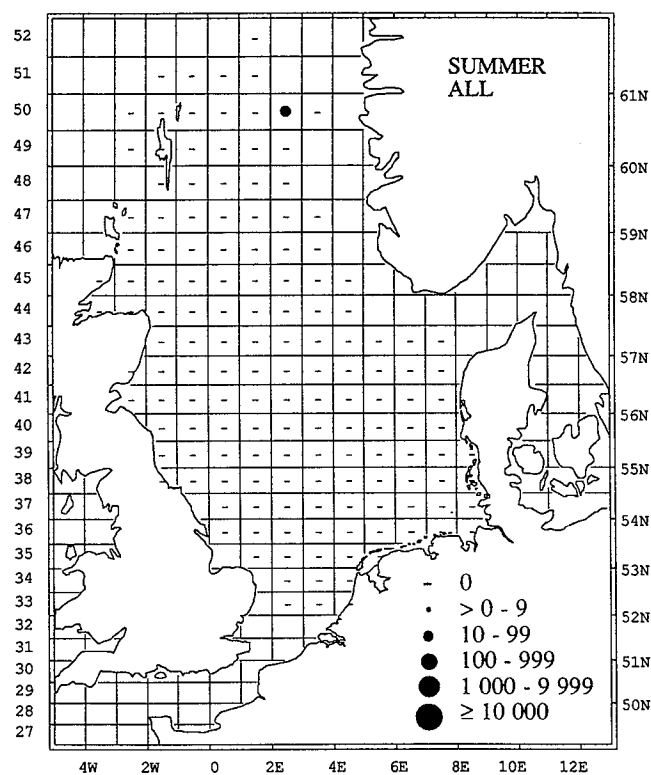 SUMMER
ALL
52
51
50
49
48
47
46
45
44
43
42
41
40
39
38
37
36
35
34
33
32
31
30
29
28
27
61N
60N
59N
58N
57N
56N
55N
54N
53N
52N
51N
50N
- 0
> 0 - 9
10 - 99
100 - 999
1 000 - 9 999
≥ 10 000
4W 2W 0 2E 4E 6E 8E 10E 12E